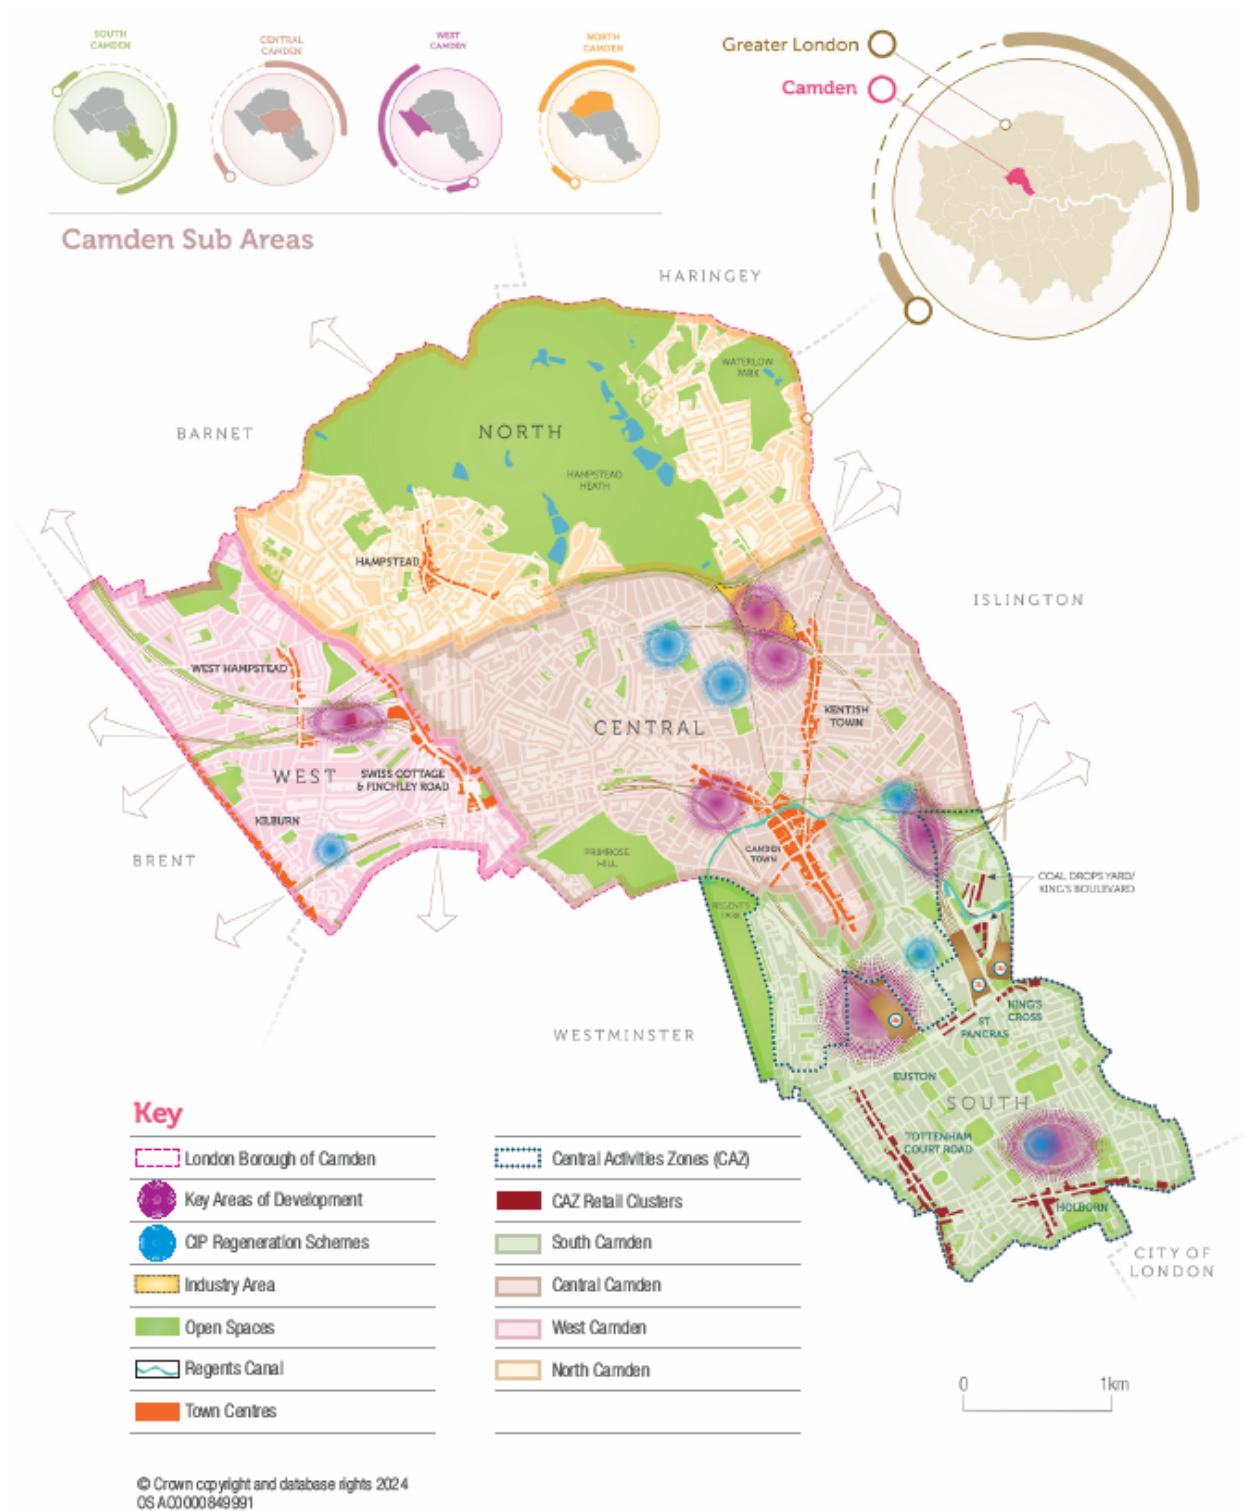 SOUTH
CAMDEN
CENTRAL
CAMDEN
WEST
CAMDEN
NORTH
CAMDEN
Greater London
Camden
Camden Sub Areas
HARINGEY
WATERLOW
PARK
BARNET
NORTH
HAMPSTEAD
HEATH
HAMPSTEAD
ISLINGTON
WEST HAMPSTEAD
KENTISH
TOWN
CENTRAL
WEST
SWISS COTTAGE
& FINCHLEY ROAD
KILBURN
BRENT
PRIMROSE
HILL
CAMDEN
TOWN
COAL DROPS YARD/
KING'S BOULEVARD
REGENT'S
PARK
KING'S
CROSS
ST
PANCRAS
WESTMINSTER
EUSTON
SOUTH
TOTTENHAM
COURT ROAD
HOLBORN
CITY OF
LONDON
Key
London Borough of Camden
Key Areas of Development
CIP Regeneration Schemes
Industry Area
Open Spaces
Regents Canal
Town Centres
Central Activities Zones (CAZ)
CAZ Retail Clusters
South Camden
Central Camden
West Camden
North Camden
0 1km
© Crown copyright and database rights 2024
OS AC0000849991